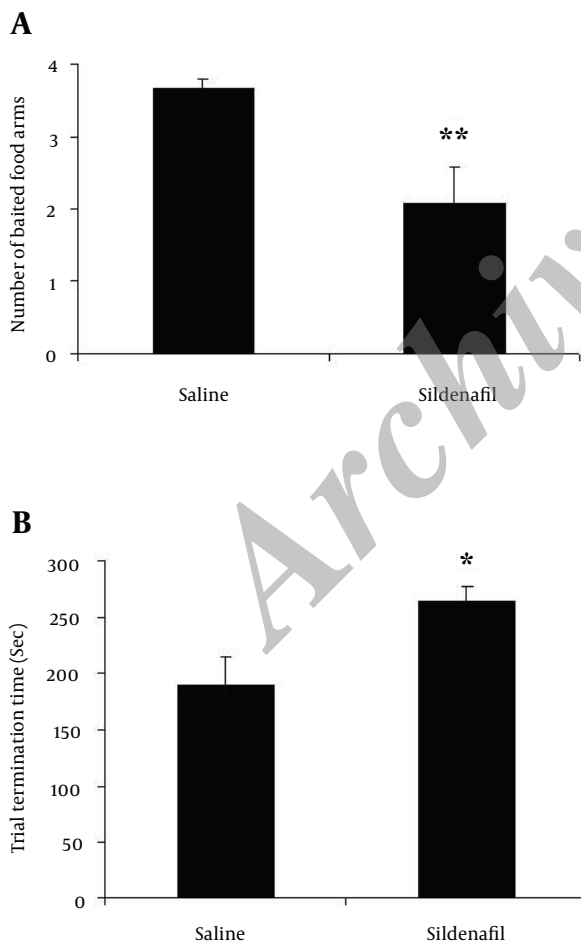 A
Number of baited food arms
4
3
2
1
0
**
Saline Sildenafil
B
Trial termination time (Sec)
300
250
200
150
100
50
0
*
Saline Sildenafil
Archiv